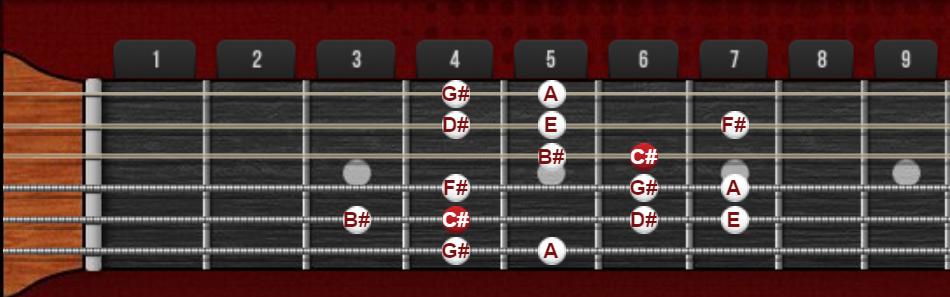 1 2 3 4 5 6 7 8 9
G# A
D# E F#
B# C#
F# G# A
B# C# D# E
G# A